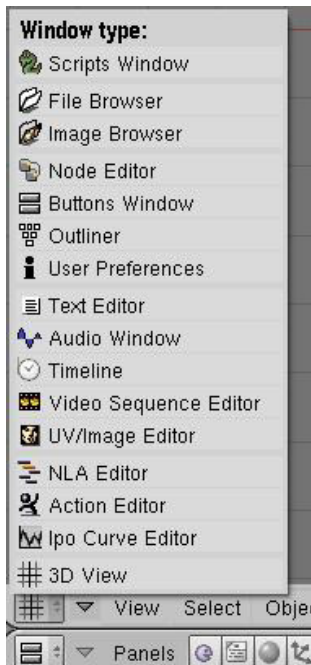 Window type:
Scripts Window
File Browser
Image Browser
Node Editor
Buttons Window
Outliner
User Preferences
Text Editor
Audio Window
Timeline
Video Sequence Editor
UV/Image Editor
NLA Editor
Action Editor
Ipo Curve Editor
3D View
View Select Obje
Panels